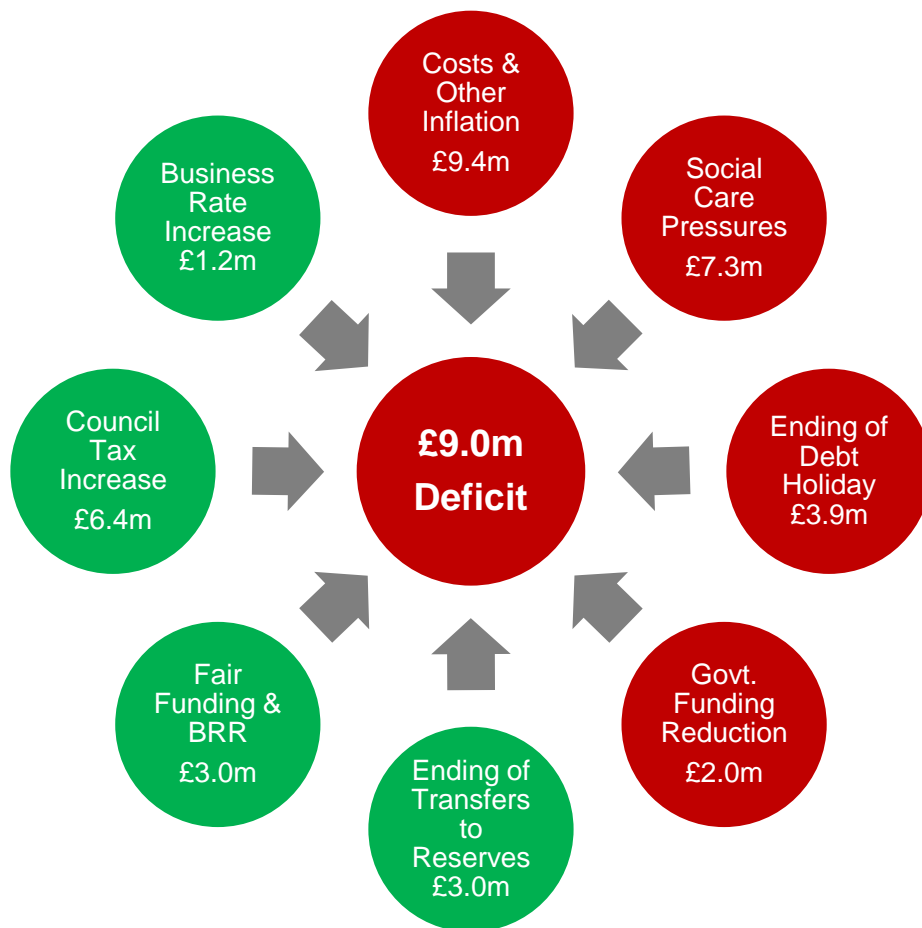 Costs &
Other
Inflation
£9.4m
Social
Care
Pressures
£7.3m
Ending of
Debt
Holiday
£3.9m
Govt.
Funding
Reduction
£2.0m
Ending of
Transfers
to
Reserves
£3.0m
Fair
Funding &
BRR
£3.0m
Council
Tax
Increase
£6.4m
Business
Rate
Increase
£1.2m
£9.0m
Deficit